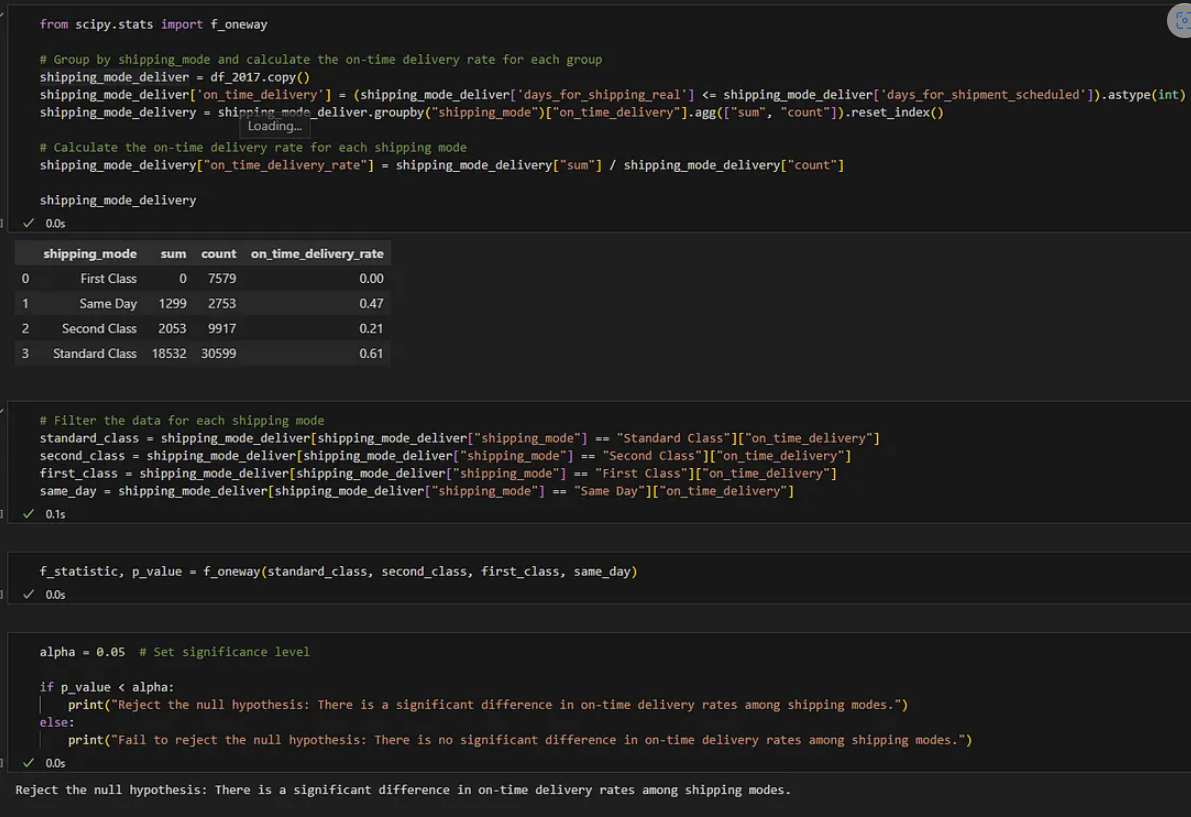 from scipy.stats import f_oneway
# Group by shipping_mode and calculate the on-time delivery rate for each group
shipping_mode_deliver = df_2017.copy()
shipping_mode_deliver['on_time_delivery'] = (shipping_mode_deliver['days_for_shipping_real'] <= shipping_mode_deliver['days_for_shipment_scheduled']).astype(int)
shipping_mode_delivery = shipping_mode_deliver.groupby("shipping_mode")["on_time_delivery"].agg(["sum", "count"]).reset_index()
Loading...
# Calculate the on-time delivery rate for each shipping mode
shipping_mode_delivery["on_time_delivery_rate"] = shipping_mode_delivery["sum"] / shipping_mode_delivery["count"]
shipping_mode_delivery
0.0s
shipping_mode sum count on_time_delivery_rate
0 First Class 0 7579 0.00
1 Same Day 1299 2753 0.47
2 Second Class 2053 9917 0.21
3 Standard Class 18532 30599 0.61
# Filter the data for each shipping mode
standard_class = shipping_mode_deliver[shipping_mode_deliver["shipping_mode"] == "Standard Class"]["on_time_delivery"]
second_class = shipping_mode_deliver[shipping_mode_deliver["shipping_mode"] == "Second Class"]["on_time_delivery"]
first_class = shipping_mode_deliver[shipping_mode_deliver["shipping_mode"] == "First Class"]["on_time_delivery"]
same_day = shipping_mode_deliver[shipping_mode_deliver["shipping_mode"] == "Same Day"]["on_time_delivery"]
0.1s
f_statistic, p_value = f_oneway(standard_class, second_class, first_class, same_day)
0.0s
alpha = 0.05  # Set significance level
if p_value < alpha:
print("Reject the null hypothesis: There is a significant difference in on-time delivery rates among shipping modes.")
else:
print("Fail to reject the null hypothesis: There is no significant difference in on-time delivery rates among shipping modes.")
0.0s
Reject the null hypothesis: There is a significant difference in on-time delivery rates among shipping modes.